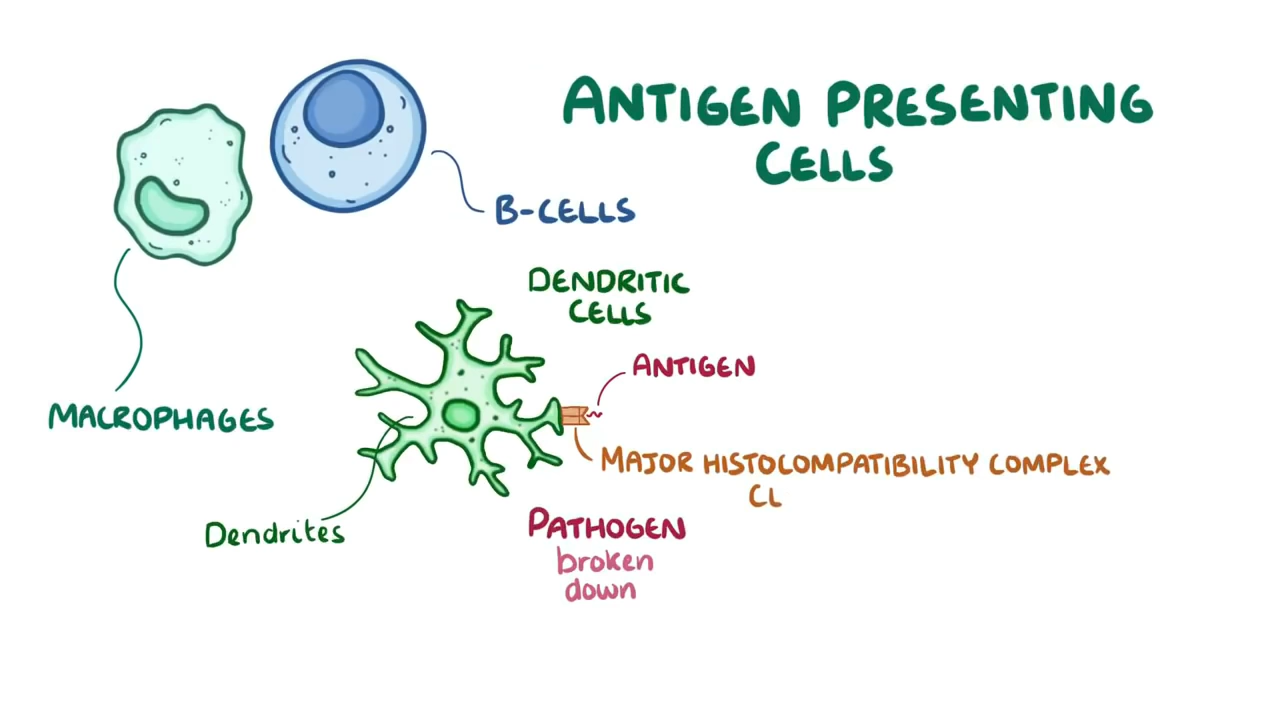 ANTIGEN PRESENTING
CELLS
B-CELLS
DENDRITIC
CELLS
ANTIGEN
MACROPHAGES
MAJOR HISTOCOMPATIBILITY COMPLEX
CL
Dendrites
PATHOGEN
broken
down